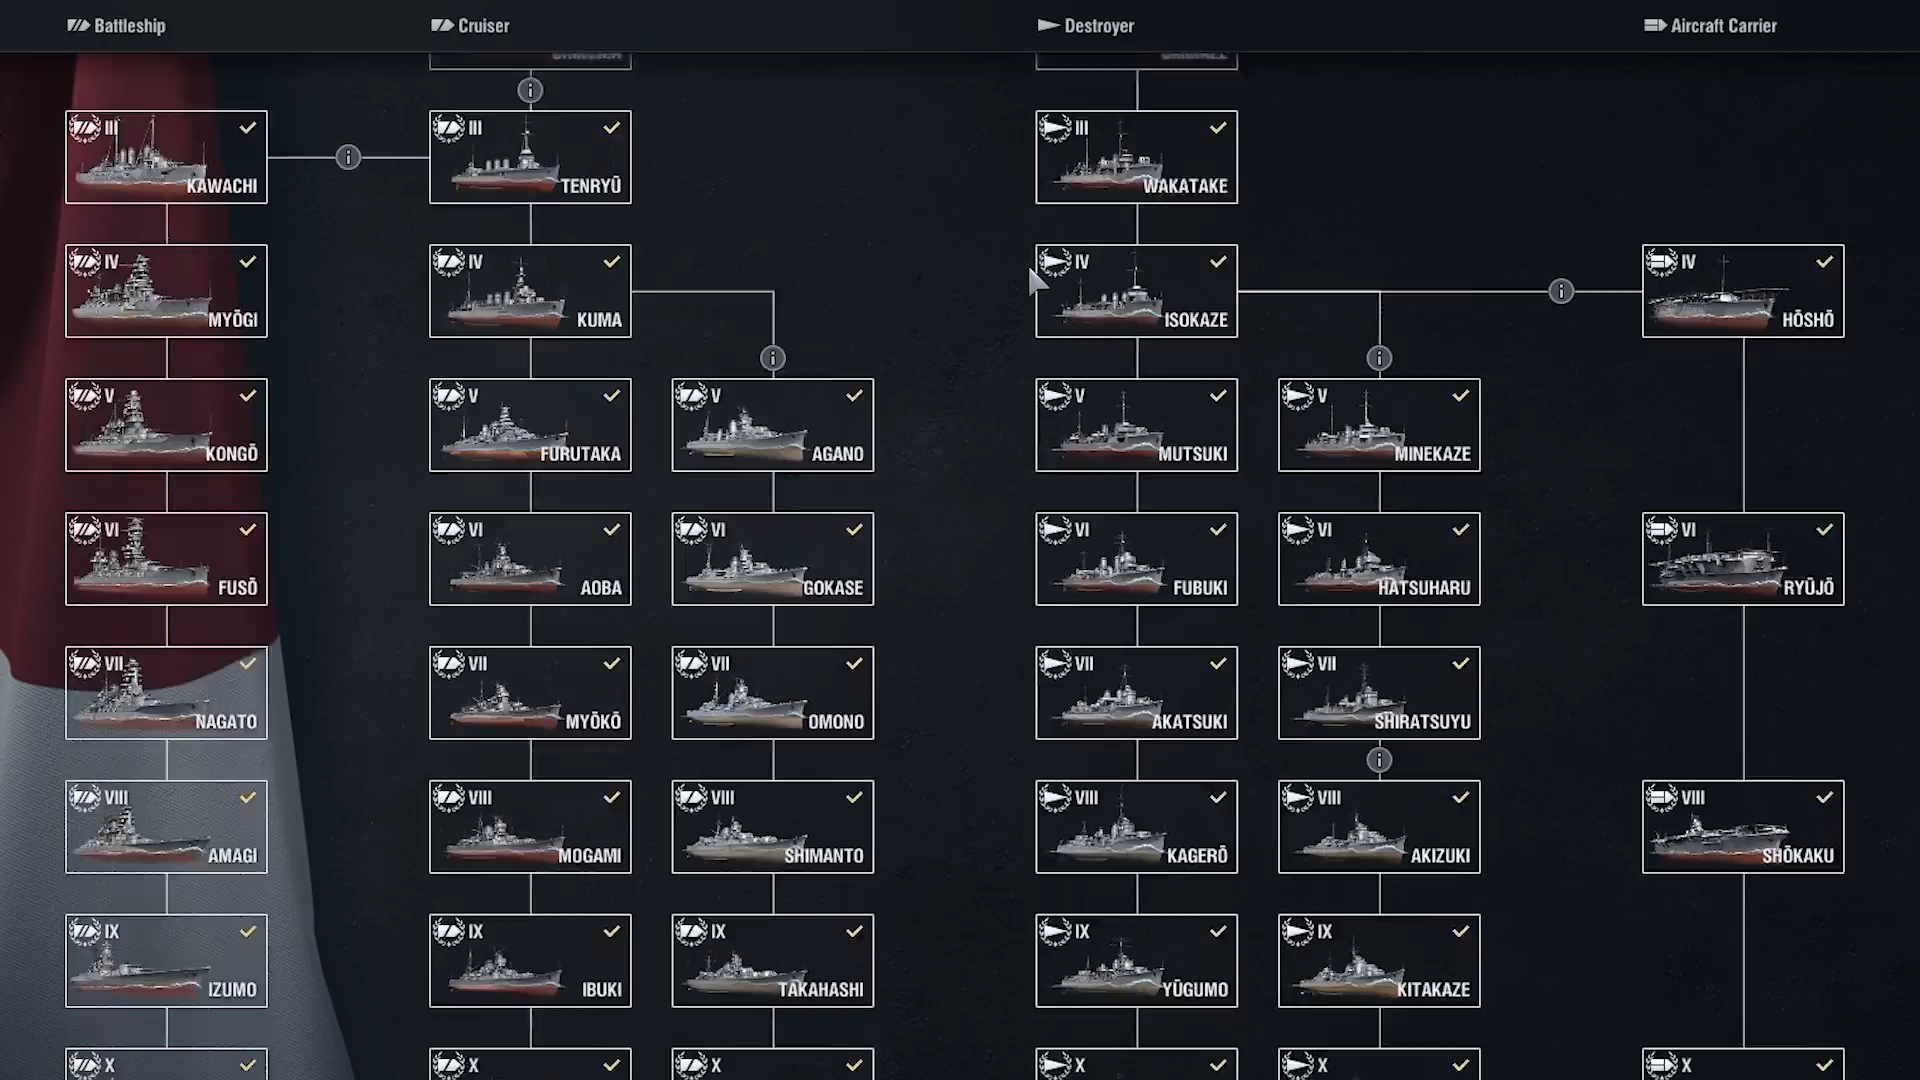 Battleship
Cruiser
Destroyer
Aircraft Carrier
III
KAWACHI
III
TENRYŪ
III
WAKATAKE
IV
MYŌGI
IV
KUMA
IV
ISOKAZE
IV
HŌSHŌ
V
KONGŌ
V
FURUTAKA
V
AGANO
V
MUTSUKI
V
MINEKAZE
VI
FUSŌ
VI
AOBA
VI
GOKASE
VI
FUBUKI
VI
HATSUHARU
VI
RYŪJŌ
VII
NAGATO
VII
MYŌKŌ
VII
OMONO
VII
AKATSUKI
VII
SHIRATSUYU
VIII
AMAGI
VIII
MOGAMI
VIII
SHIMANTO
VIII
KAGERŌ
VIII
AKIZUKI
VIII
SHŌKAKU
IX
IZUMO
IX
IBUKI
IX
TAKAHASHI
IX
YŪGUMO
IX
KITAKAZE
X
X
X
X
X
X